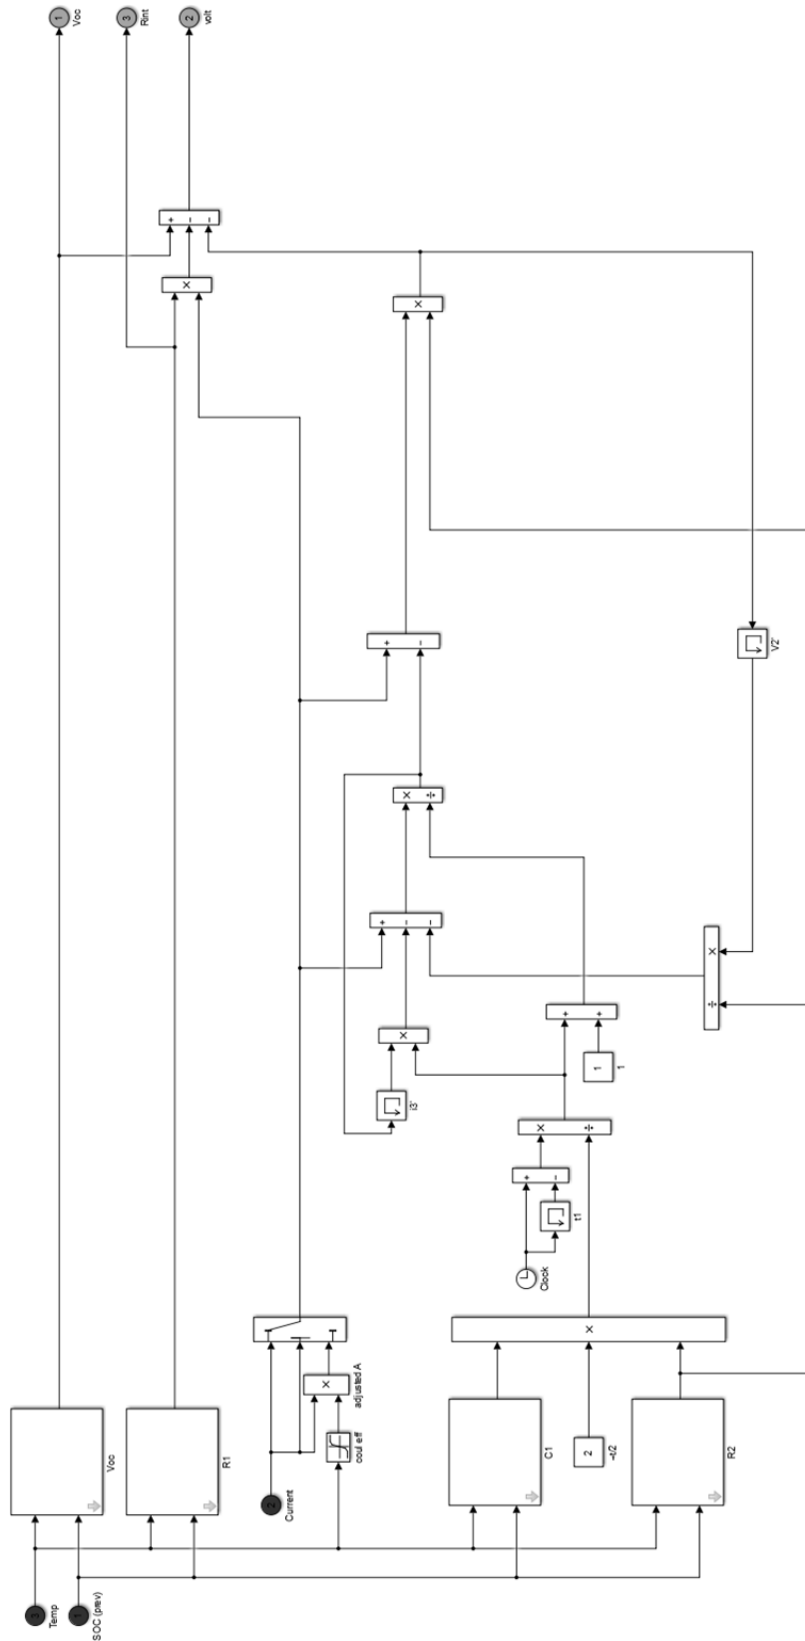 1
Voc
3
Rint
2
volt
+
−
−
×
×
+
−
×
÷
V2'
+
−
−
×
÷
×
i3'
+
+
1
1
×
÷
+
−
t1
Clock
×
×
adjusted A
coul eff
Voc
R1
2
Current
C1
2
~t/2
R2
3
Temp
1
SOC (prev)